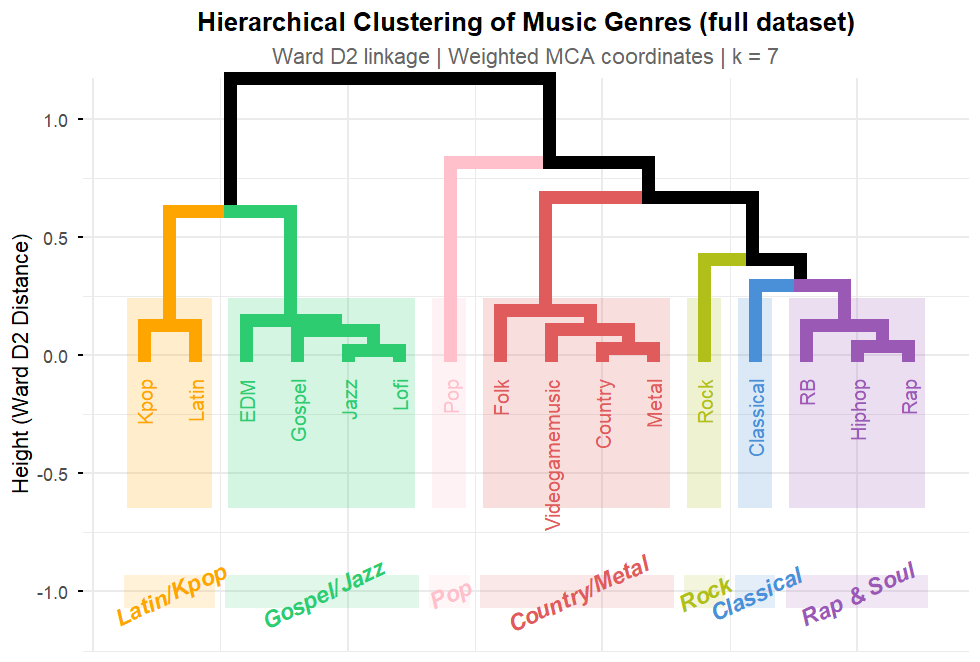 Hierarchical Clustering of Music Genres (full dataset)
Ward D2 linkage | Weighted MCA coordinates | k = 7
Height (Ward D2 Distance)
1.0
0.5
0.0
-0.5
-1.0
Kpop
Latin
EDM
Gospel
Jazz
Lofi
Pop
Folk
Videogamemusic
Country
Metal
Rock
Classical
RB
Hiphop
Rap
Latin/Kpop
Gospel/Jazz
Pop
Country/Metal
Rock
Classical
Rap & Soul